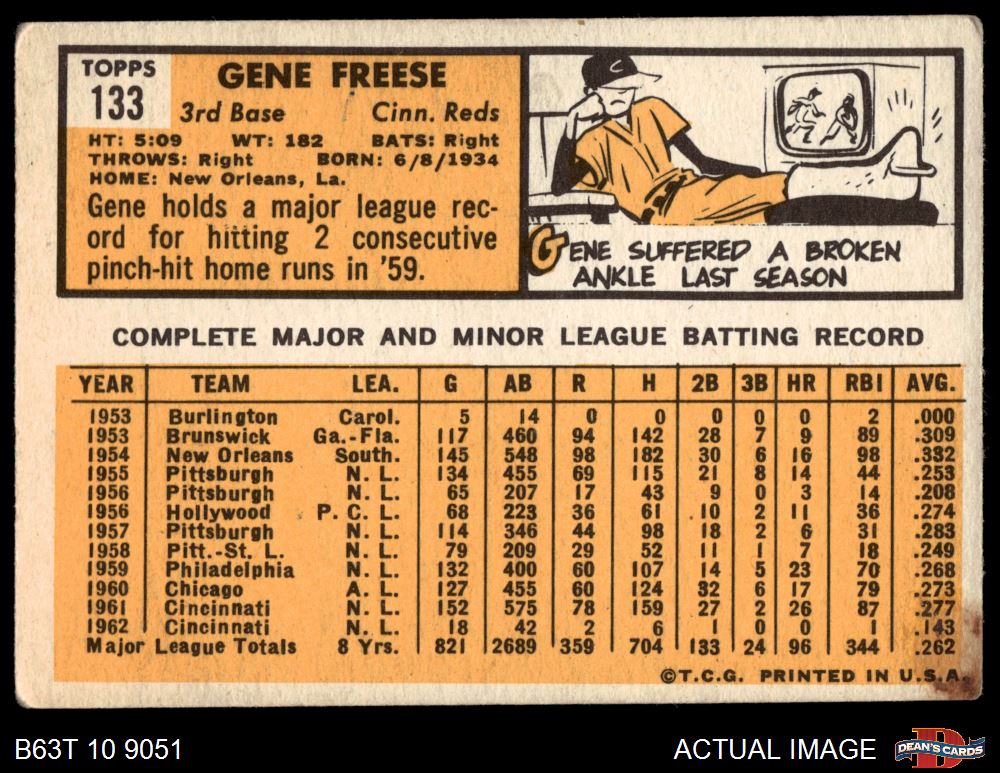 TOPPS
133
GENE FREESE
3rd Base Cinn. Reds
HT: 5:09 WT: 182 BATS: Right
THROWS: Right BORN: 6/8/1934
HOME: New Orleans, La.
Gene holds a major league rec-
ord for hitting 2 consecutive
pinch-hit home runs in '59.
C
GENE SUFFERED A BROKEN
ANKLE LAST SEASON
COMPLETE MAJOR AND MINOR LEAGUE BATTING RECORD
YEAR TEAM LEA. G AB R H 2B 3B HR RBI AVG.
1953 Burlington Carol. 5 14 0 0 0 0 0 2 .000
1953 Brunswick Ga.-Fla. 117 460 94 142 28 7 9 89 .309
1954 New Orleans South. 145 548 98 182 30 6 16 98 .332
1955 Pittsburgh N. L. 134 455 69 115 21 8 14 44 .253
1956 Pittsburgh N. L. 65 207 17 43 9 0 3 14 .208
1956 Hollywood P. C. L. 68 223 36 61 10 2 11 36 .274
1957 Pittsburgh N. L. 114 346 44 98 18 2 6 31 .283
1958 Pitt.-St. L. N. L. 79 209 29 52 11 1 7 18 .249
1959 Philadelphia N. L. 132 400 60 107 14 5 23 70 .268
1960 Chicago A. L. 127 455 60 124 32 6 17 79 .273
1961 Cincinnati N. L. 152 575 78 159 27 2 26 87 .277
1962 Cincinnati N. L. 18 42 2 6 1 0 0 1 .143
Major League Totals 8 Yrs. 821 2689 359 704 133 24 96 344 .262
©T.C.G. PRINTED IN U.S.A.
B63T 10 9051 ACTUAL IMAGE
D
DEAN'S CARDS